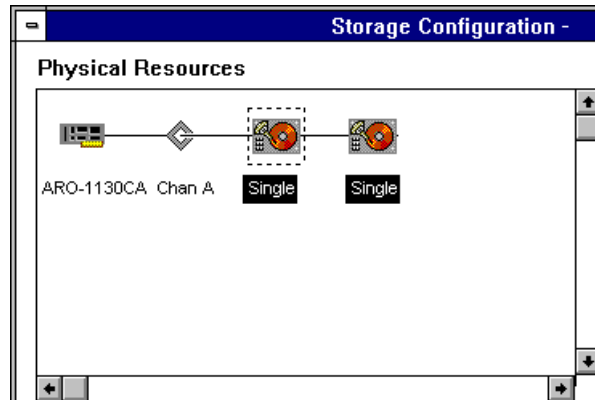 Storage Configuration -
Physical Resources
ARO-1130CA Chan A Single Single